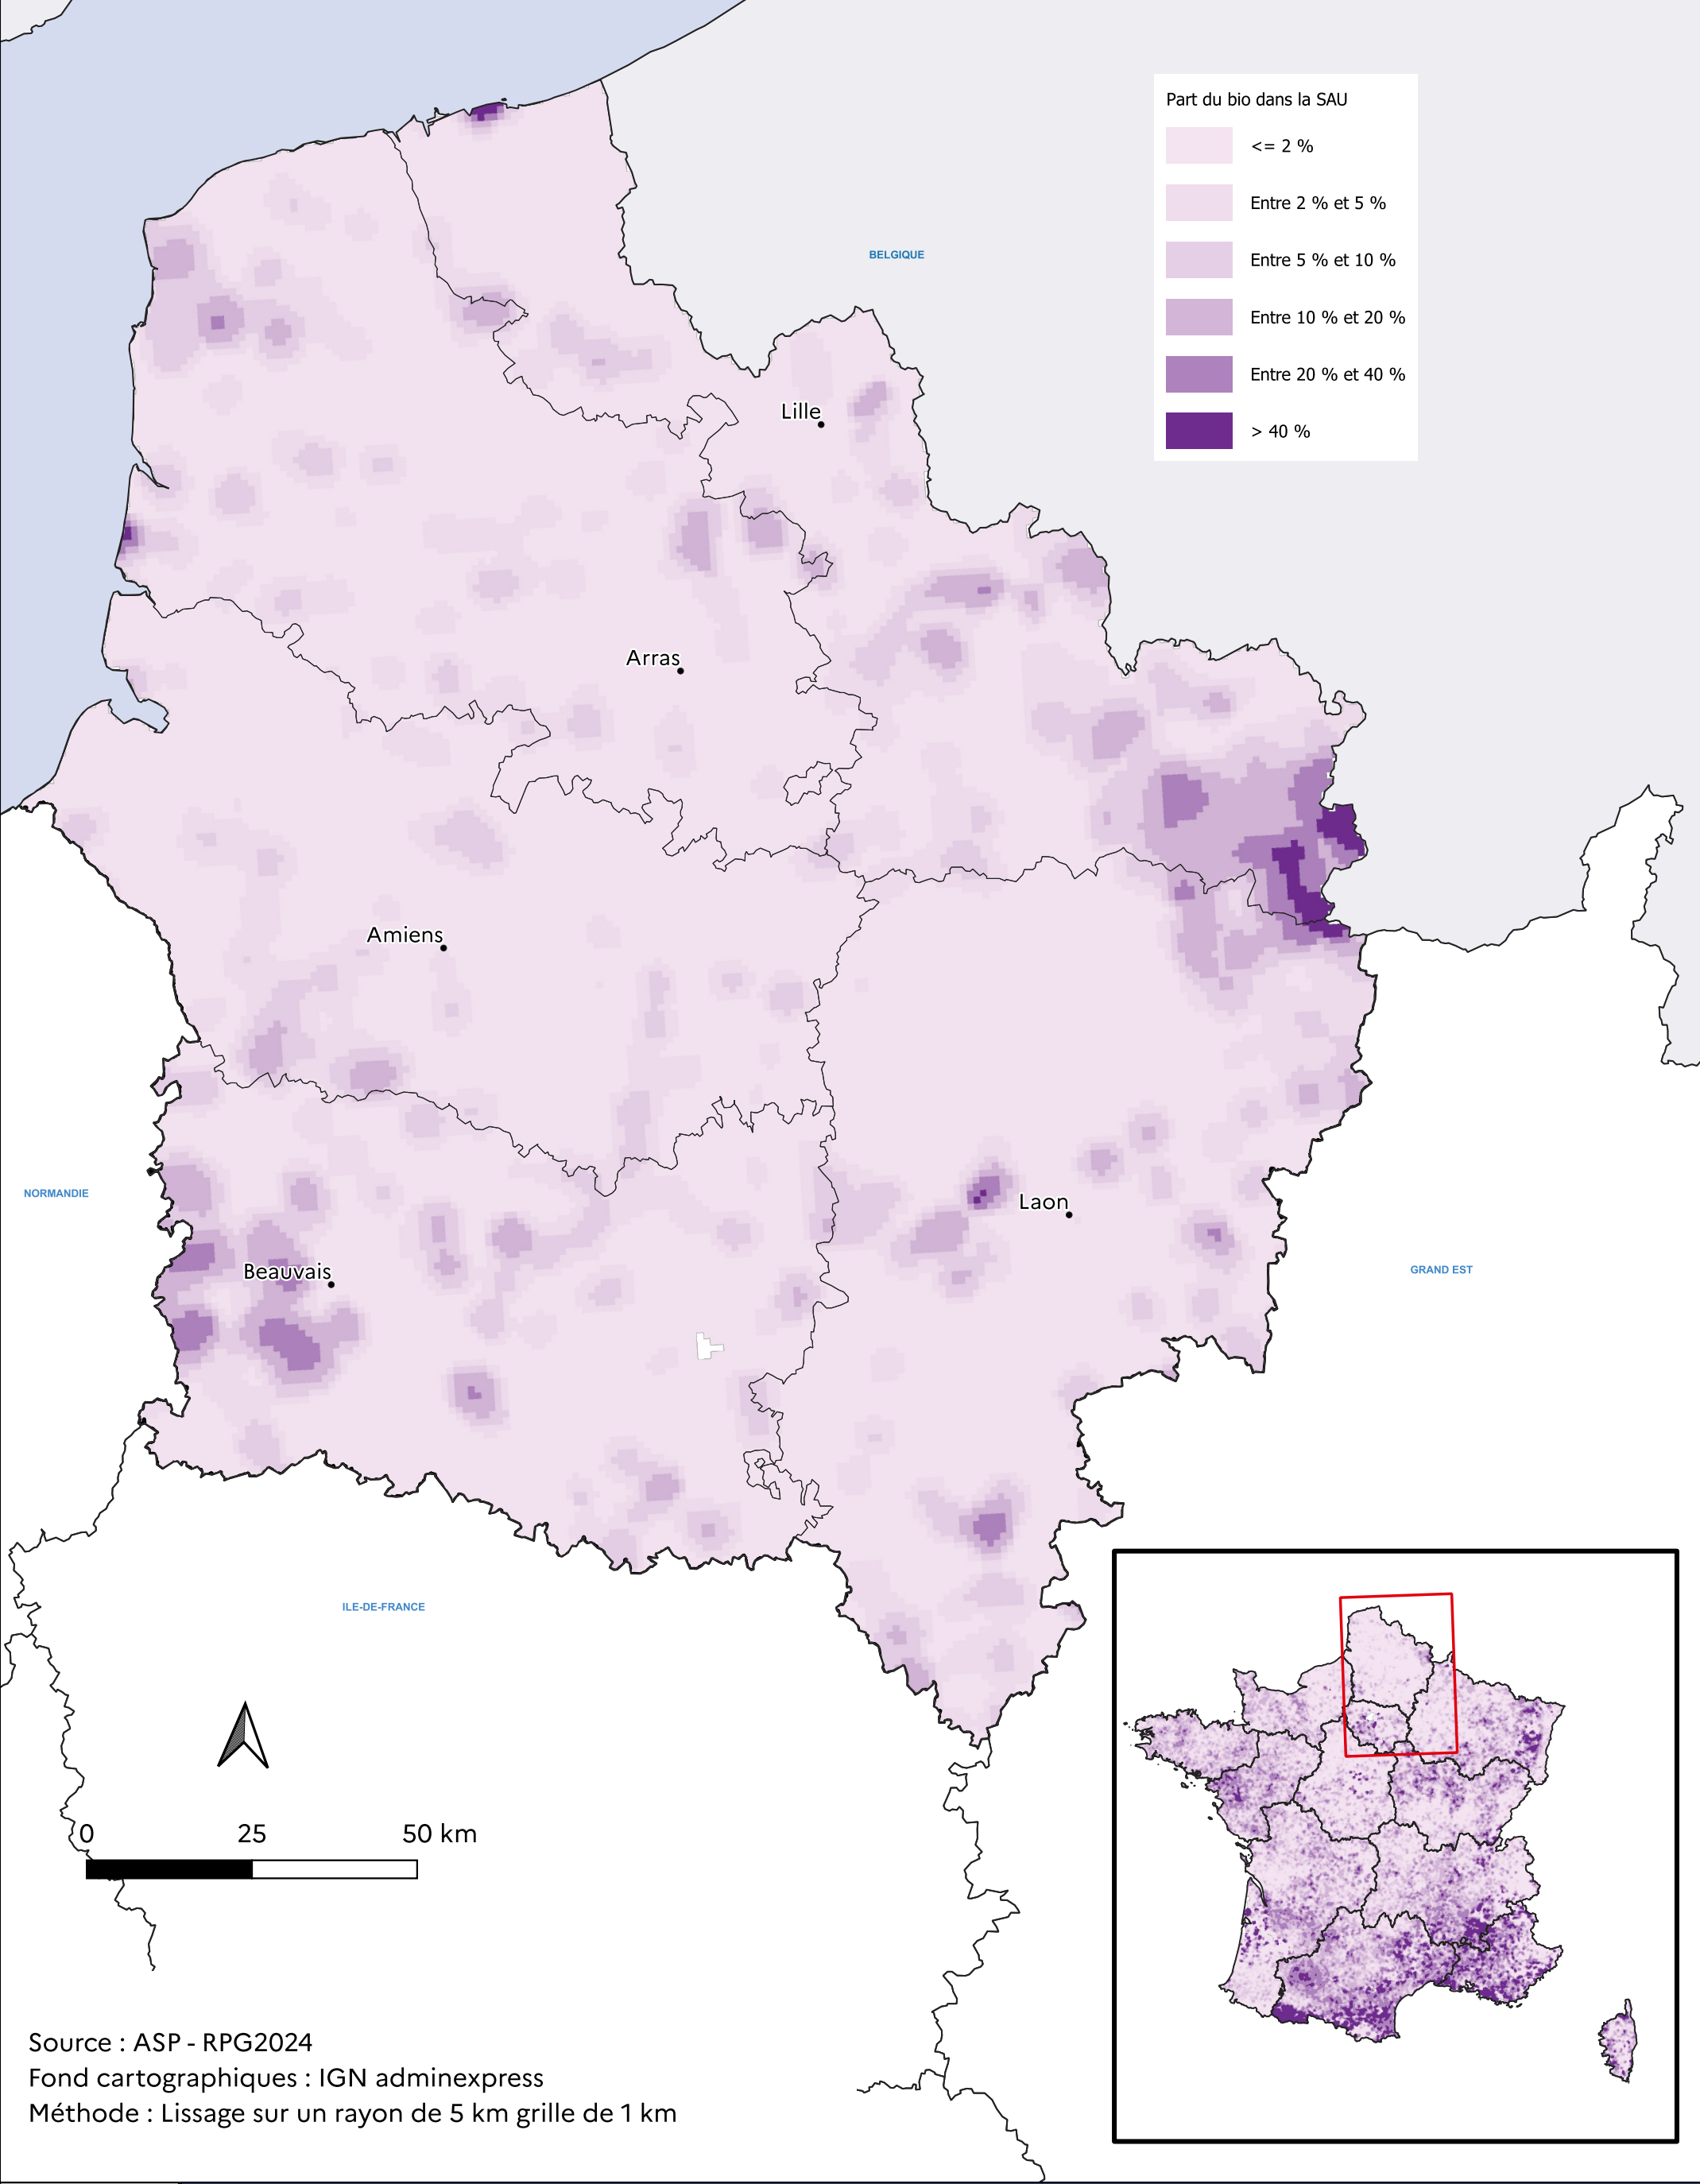 Part du bio dans la SAU
<= 2 %
Entre 2 % et 5 %
Entre 5 % et 10 %
Entre 10 % et 20 %
Entre 20 % et 40 %
> 40 %
BELGIQUE
Lille
Arras
Amiens
NORMANDIE
Laon
Beauvais
GRAND EST
ILE-DE-FRANCE
0 25 50 km
Source : ASP - RPG2024
Fond cartographiques : IGN adminexpress
Méthode : Lissage sur un rayon de 5 km grille de 1 km